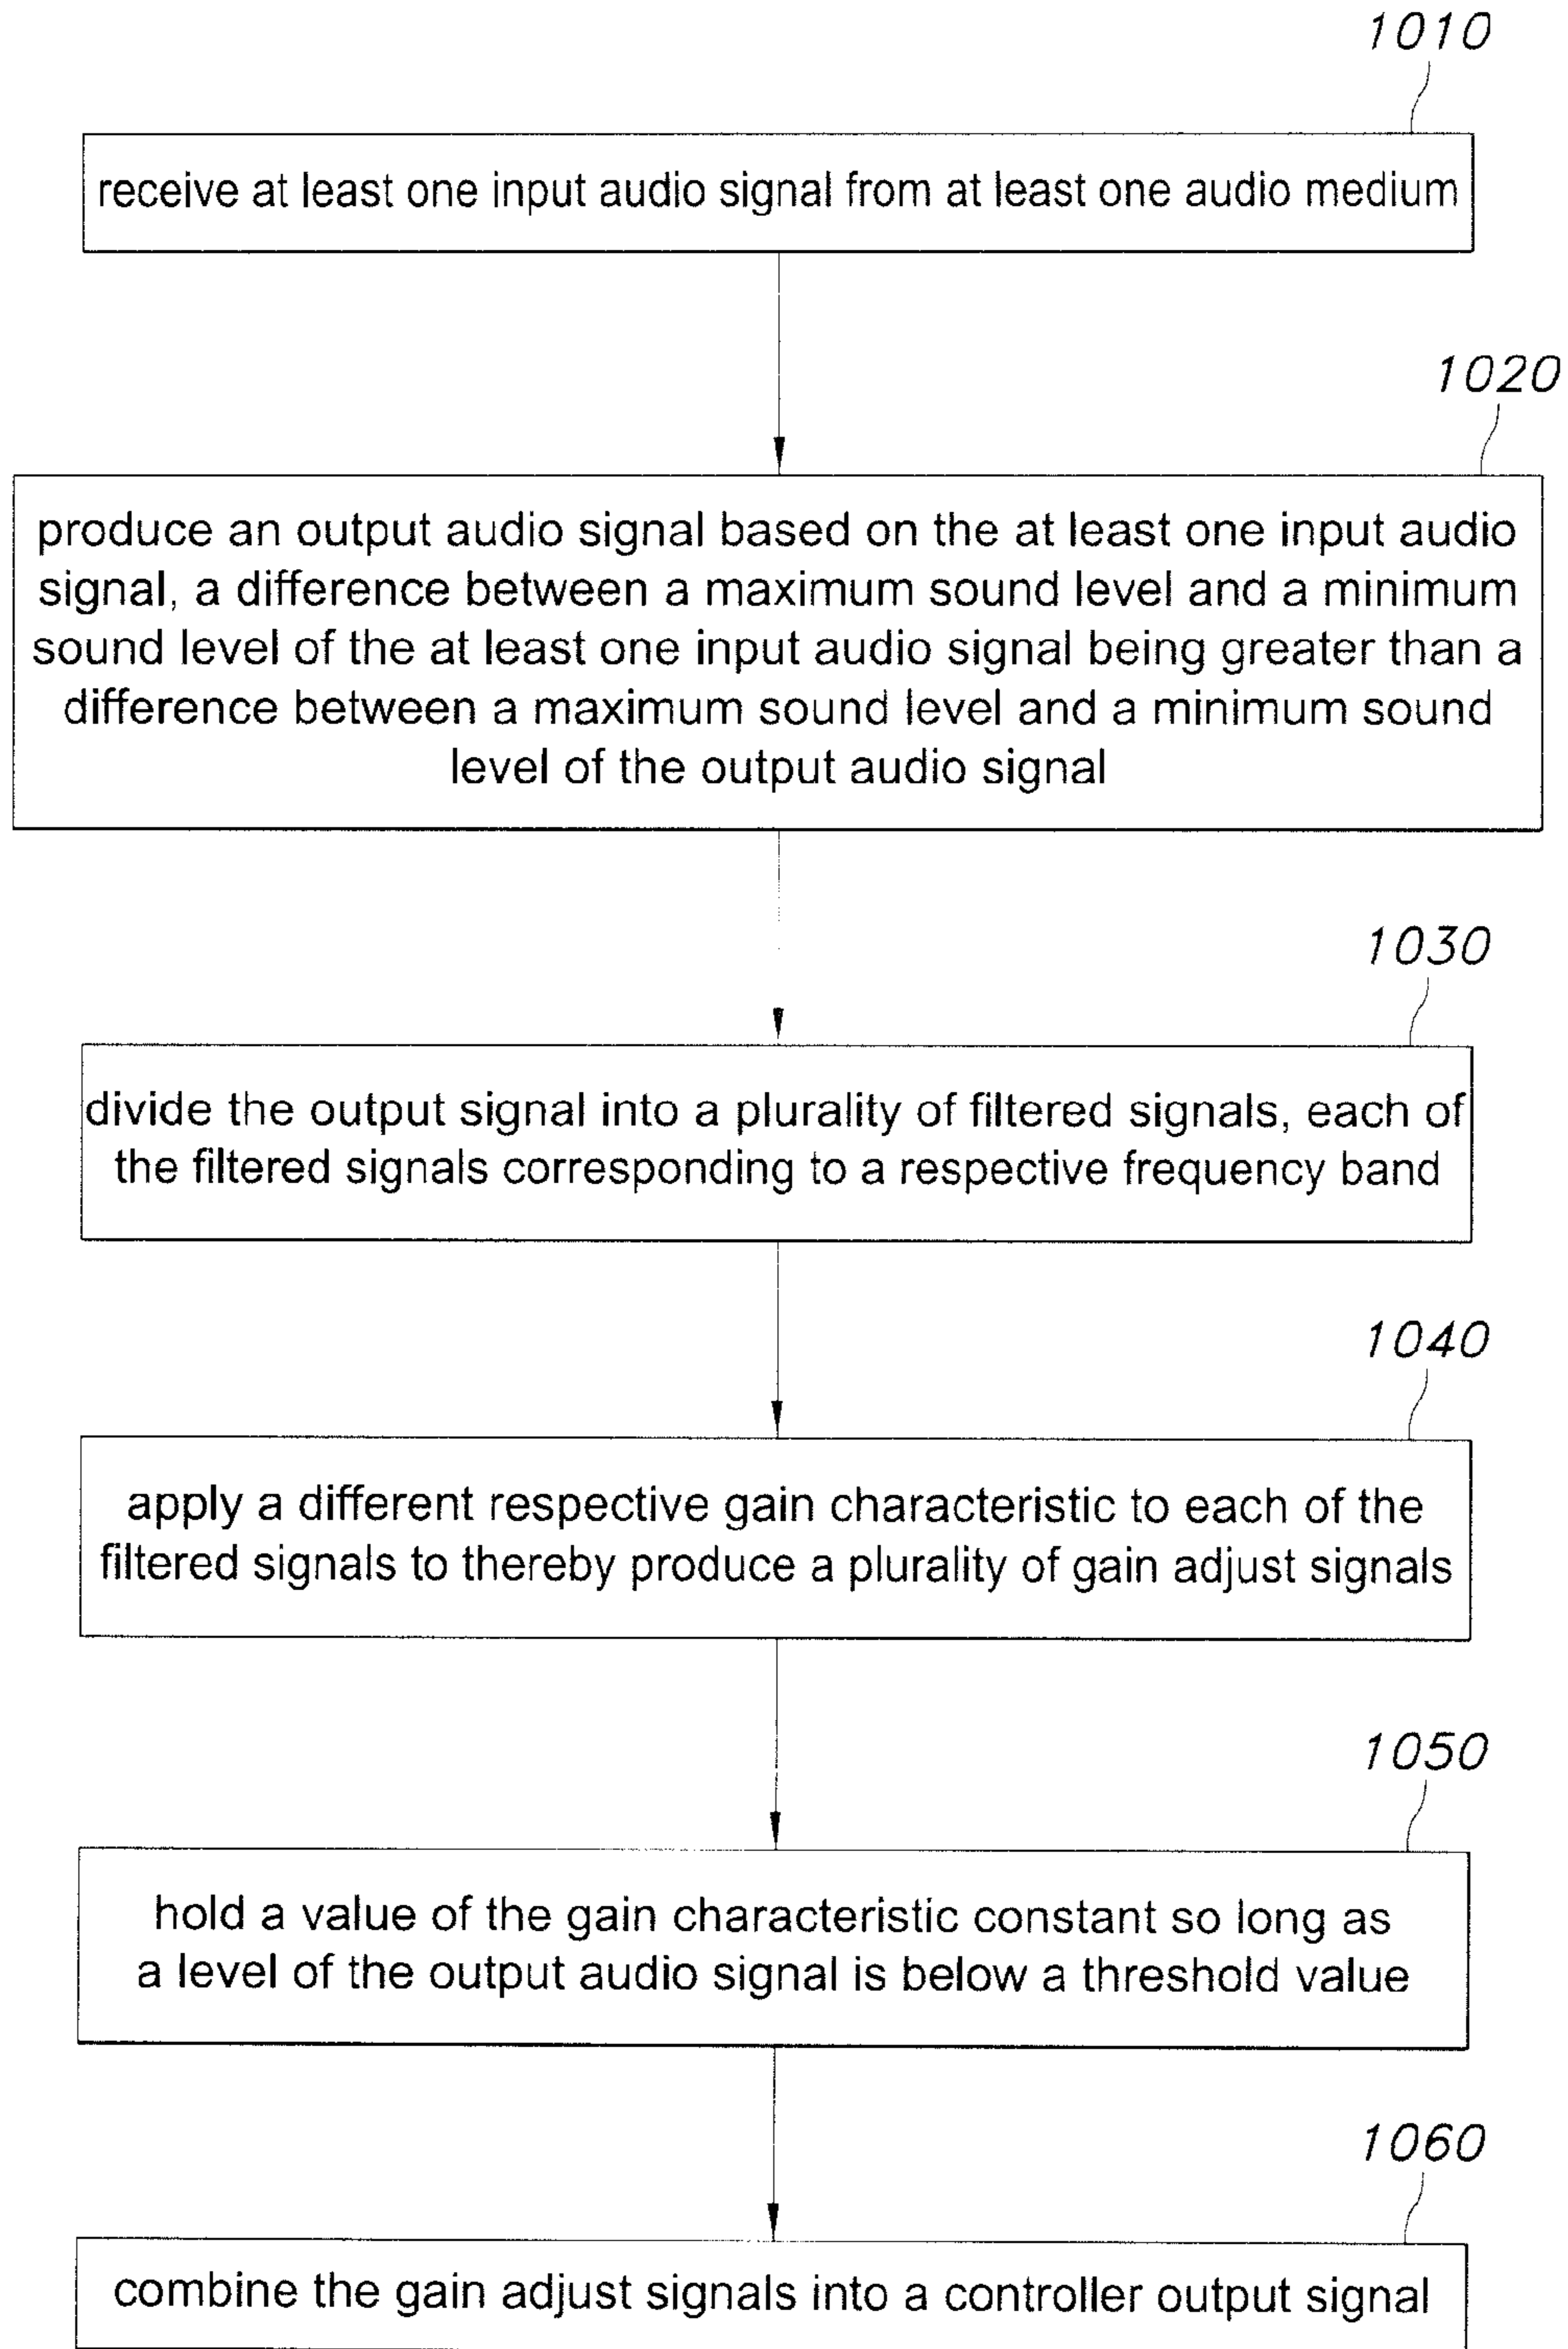 1010
receive at least one input audio signal from at least one audio medium
1020
produce an output audio signal based on the at least one input audio
signal, a difference between a maximum sound level and a minimum
sound level of the at least one input audio signal being greater than a
difference between a maximum sound level and a minimum sound
level of the output audio signal
1030
divide the output signal into a plurality of filtered signals, each of
the filtered signals corresponding to a respective frequency band
1040
apply a different respective gain characteristic to each of the
filtered signals to thereby produce a plurality of gain adjust signals
1050
hold a value of the gain characteristic constant so long as
a level of the output audio signal is below a threshold value
1060
combine the gain adjust signals into a controller output signal